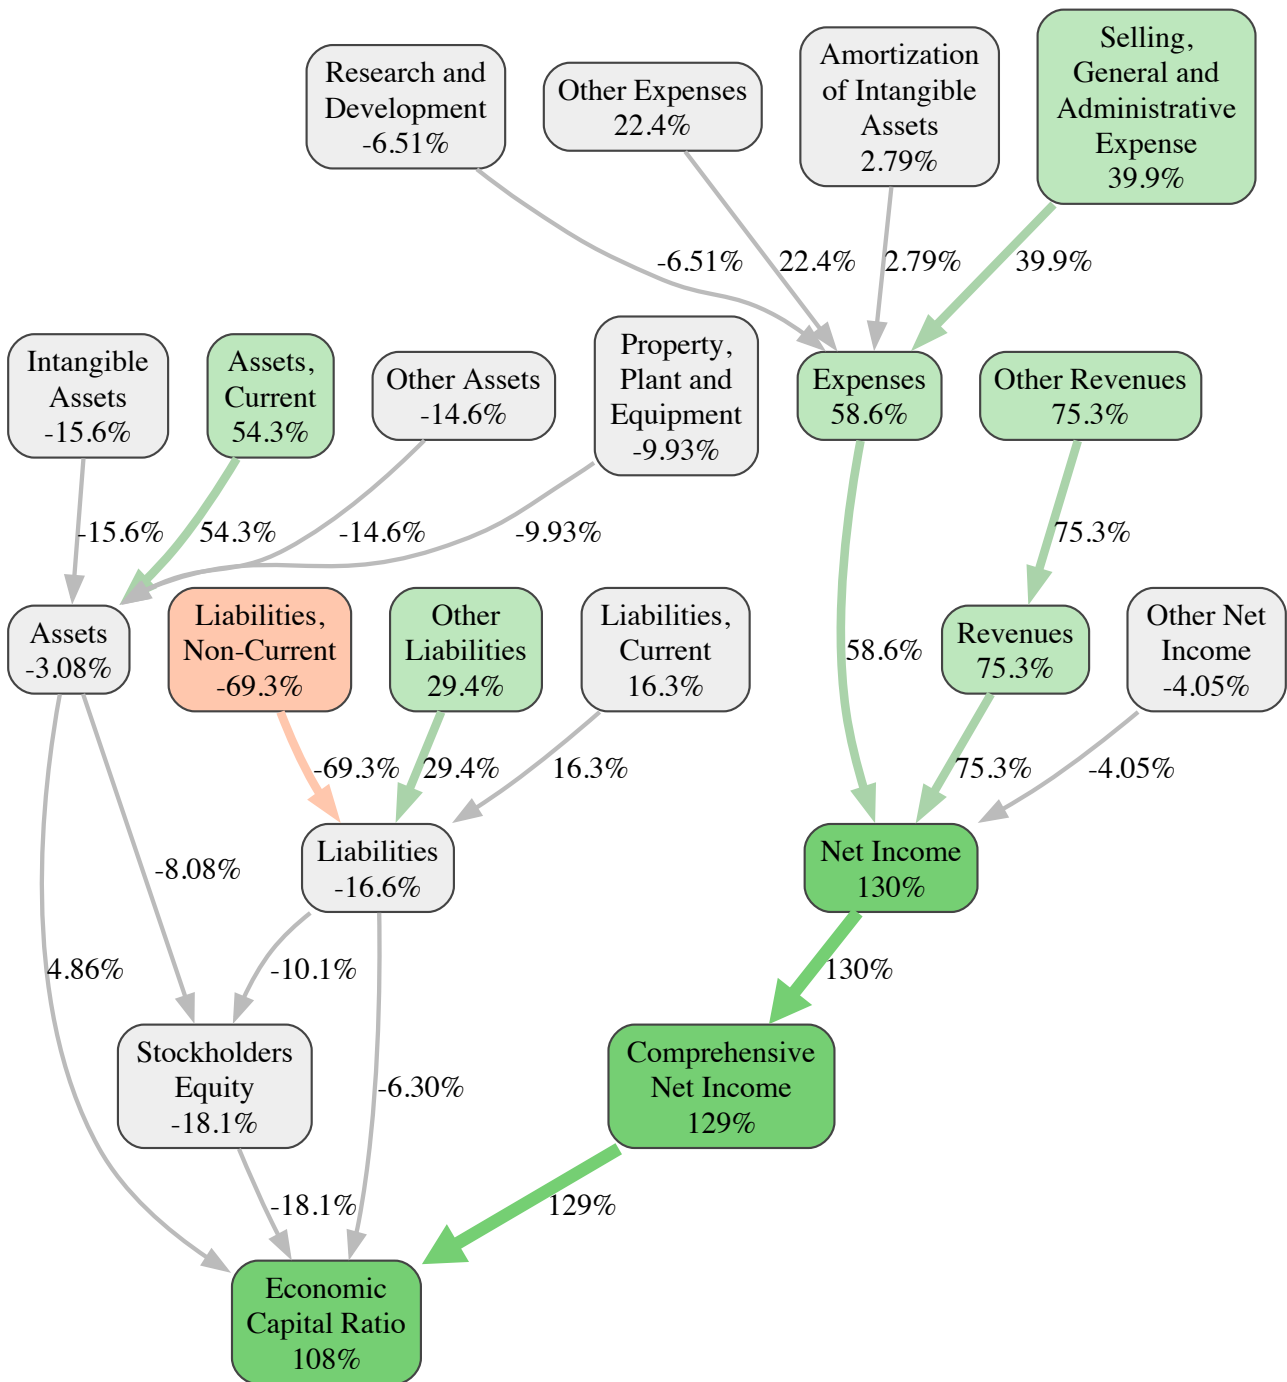 Research and
Development
-6.51%
Other Expenses
22.4%
Amortization
of Intangible
Assets
2.79%
Selling,
General and
Administrative
Expense
39.9%
-6.51%
22.4%
2.79%
39.9%
Intangible
Assets
-15.6%
Assets,
Current
54.3%
Other Assets
-14.6%
Property,
Plant and
Equipment
-9.93%
Expenses
58.6%
Other Revenues
75.3%
-15.6%
54.3%
-14.6%
-9.93%
75.3%
Assets
-3.08%
Liabilities,
Non-Current
-69.3%
Other
Liabilities
29.4%
Liabilities,
Current
16.3%
58.6%
Revenues
75.3%
Other Net
Income
-4.05%
-69.3%
29.4%
16.3%
75.3%
-4.05%
-8.08%
Liabilities
-16.6%
Net Income
130%
4.86%
-10.1%
130%
Stockholders
Equity
-18.1%
-6.30%
Comprehensive
Net Income
129%
-18.1%
129%
Economic
Capital Ratio
108%